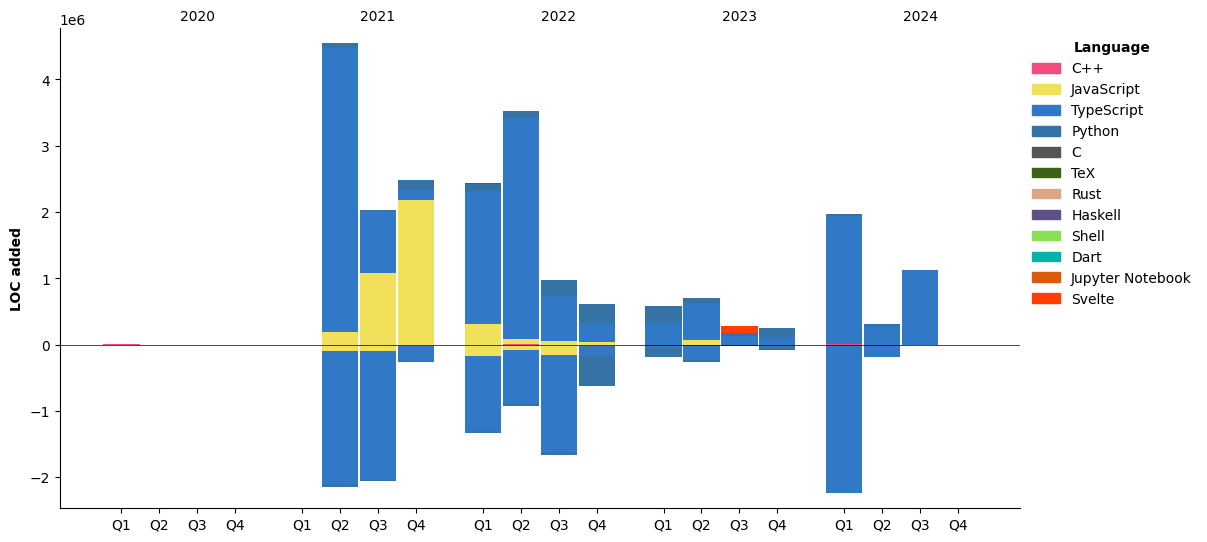 1e6
2020 2021 2022 2023 2024
LOC added
4
3
2
1
0
−1
−2
Q1 Q2 Q3 Q4 Q1 Q2 Q3 Q4 Q1 Q2 Q3 Q4 Q1 Q2 Q3 Q4 Q1 Q2 Q3 Q4
Language
C++
JavaScript
TypeScript
Python
C
TeX
Rust
Haskell
Shell
Dart
Jupyter Notebook
Svelte